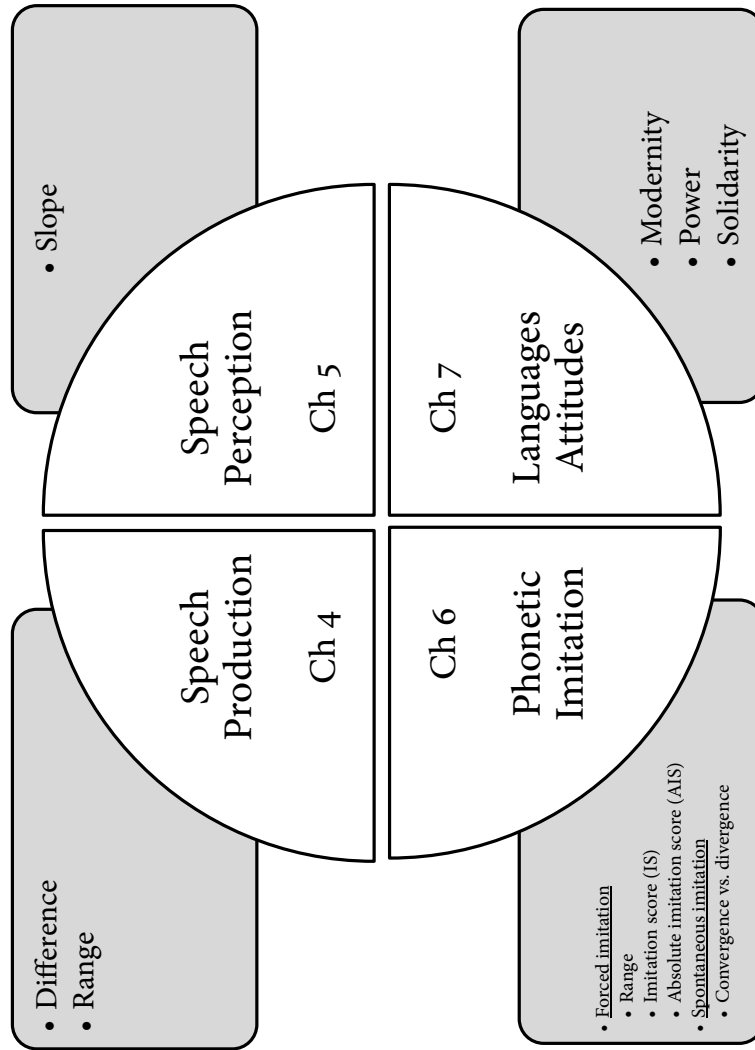 • Difference
• Range
Speech
Production
Ch 4
• Slope
Speech
Perception
Ch 5
• Forced imitation
• Range
• Imitation score (IS)
• Absolute imitation score (AIS)
• Spontaneous imitation
• Convergence vs. divergence
Ch 6
Phonetic
Imitation
Ch 7
Languages
Attitudes
• Modernity
• Power
• Solidarity